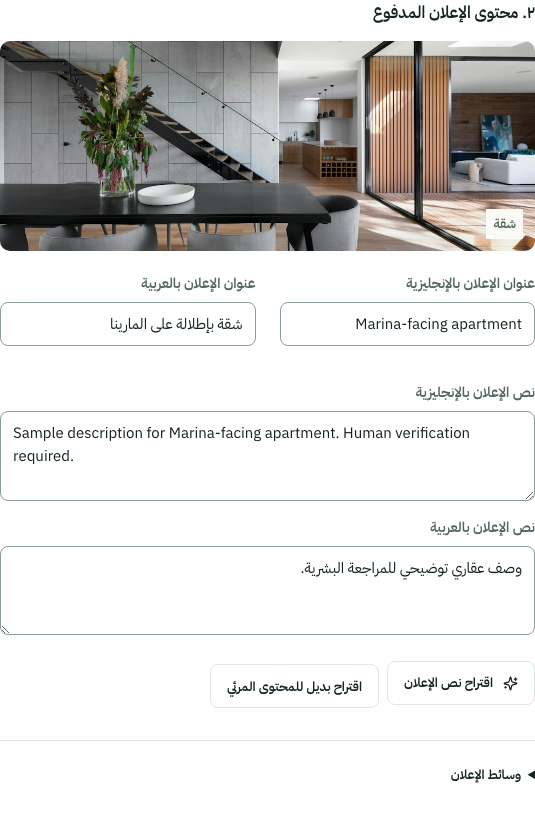 ٢. محتوى الإعلان المدفوع
شقة
عنوان الإعلان بالإنجليزية
Marina-facing apartment
عنوان الإعلان بالعربية
شقة بإطلالة على المارينا
نص الإعلان بالإنجليزية
Sample description for Marina-facing apartment. Human verification
required.
نص الإعلان بالعربية
وصف عقاري توضيحي للمراجعة البشرية.
اقتراح نص الإعلان
اقتراح بديل للمحتوى المرئي
وسائط الإعلان